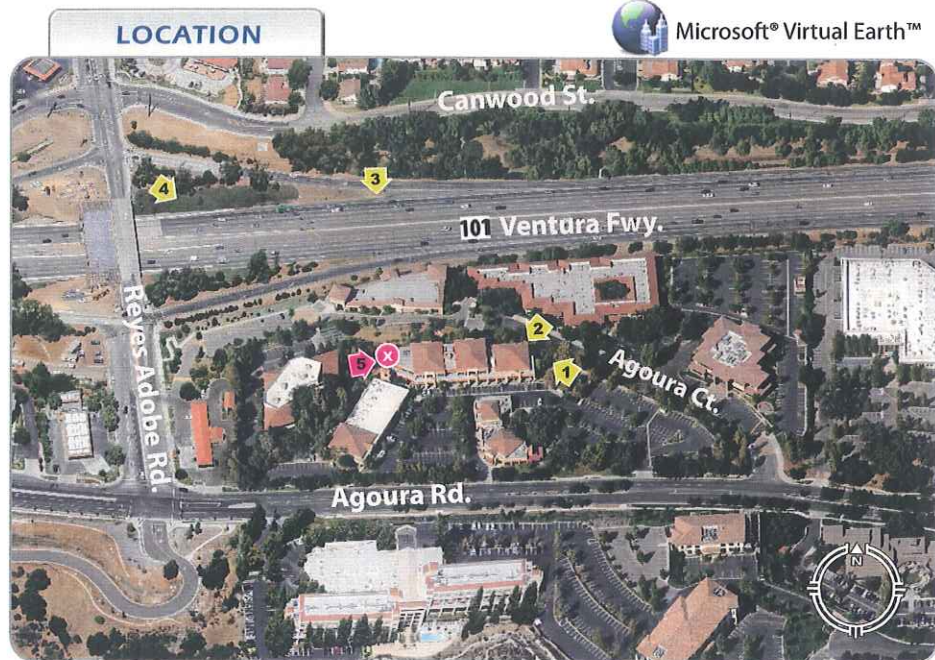 LOCATION
Microsoft® Virtual Earth™
Canwood St.
4
3
101 Ventura Fwy.
Reyes Adobe Rd.
2
5
X
1
Agoura Ct.
Agoura Rd.
N